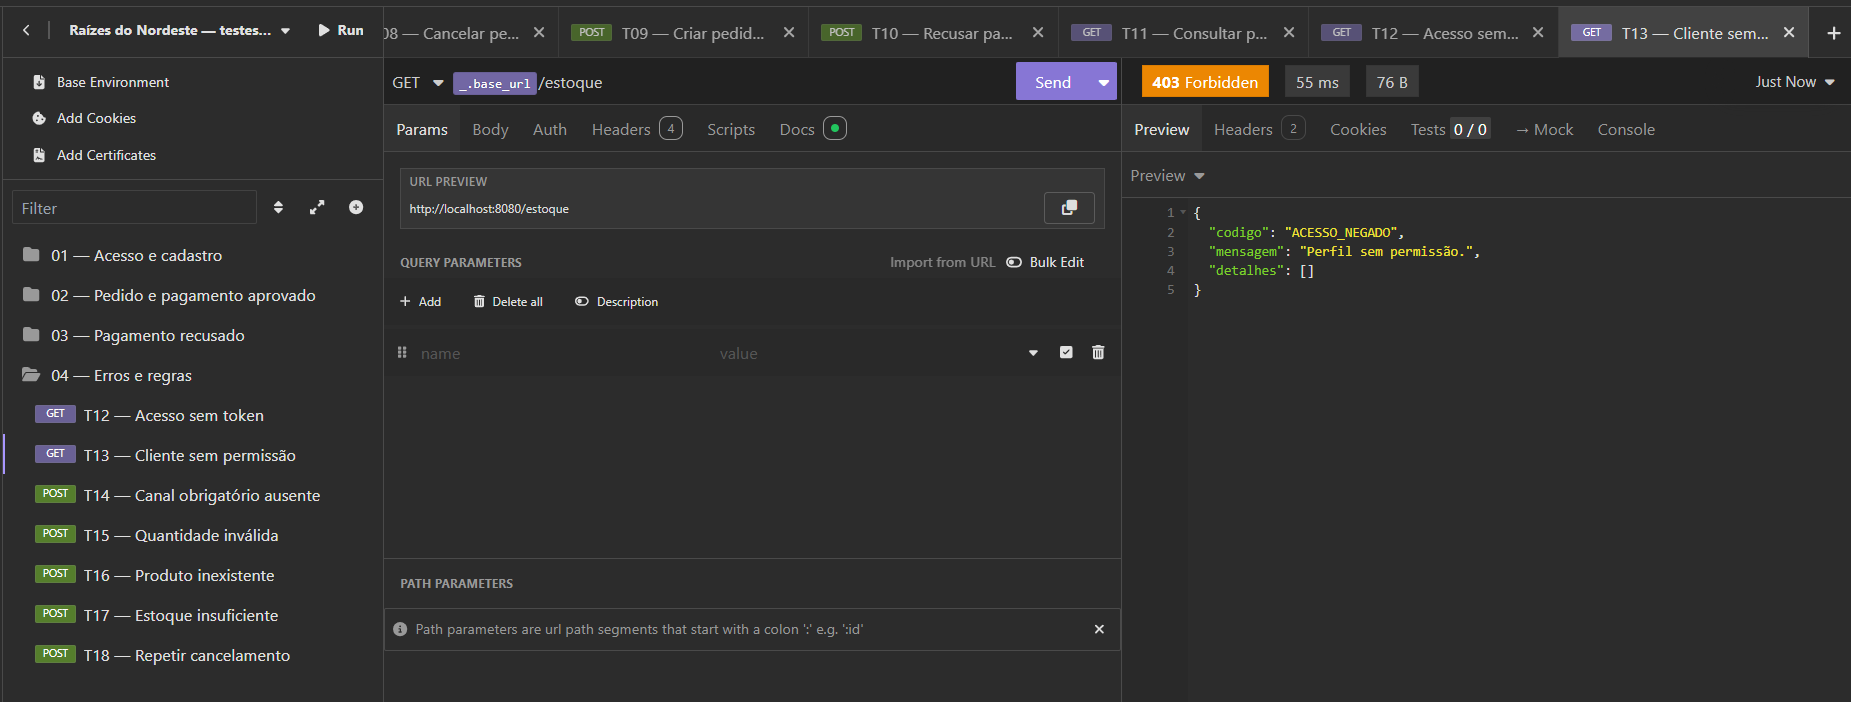 Raízes do Nordeste — testes...
Run
Base Environment
Add Cookies
Add Certificates
Filter
01 — Acesso e cadastro
02 — Pedido e pagamento aprovado
03 — Pagamento recusado
04 — Erros e regras
GET T12 — Acesso sem token
GET T13 — Cliente sem permissão
POST T14 — Canal obrigatório ausente
POST T15 — Quantidade inválida
POST T16 — Produto inexistente
POST T17 — Estoque insuficiente
POST T18 — Repetir cancelamento
08 — Cancelar pe...
POST T09 — Criar pedid...
POST T10 — Recusar pa...
GET T11 — Consultar p...
GET T12 — Acesso sem...
GET T13 — Cliente sem...
GET _.base_url/estoque
Send
Params Body Auth Headers 4 Scripts Docs
URL PREVIEW
http://localhost:8080/estoque
QUERY PARAMETERS Import from URL Bulk Edit
Add Delete all Description
name value
PATH PARAMETERS
Path parameters are url path segments that start with a colon ':' e.g. ':id'
403 Forbidden 55 ms 76 B Just Now
Preview Headers 2 Cookies Tests 0 / 0 → Mock Console
Preview
1 {
2 "codigo": "ACESSO_NEGADO",
3 "mensagem": "Perfil sem permissão.",
4 "detalhes": []
5 }